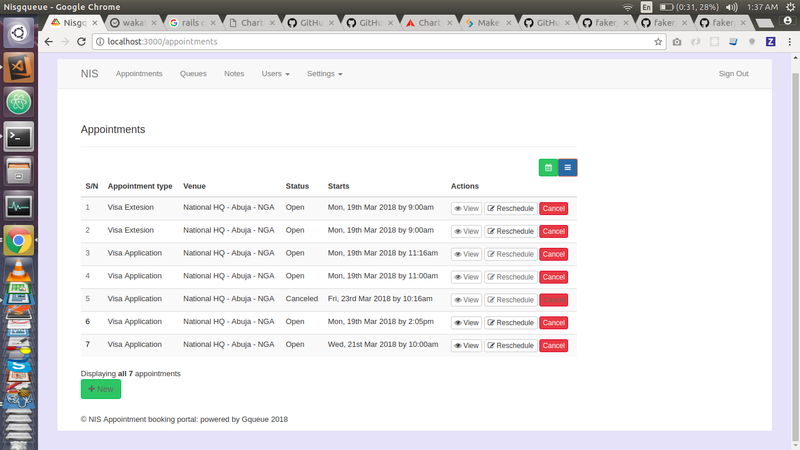 Nisgqueue - Google Chrome
En
(0:31, 28%)
1:37 AM
Nisgq
waka
rails c
Chart
GitHu
GitHu
Chart
Make
GitHu
faker
faker
faker
localhost:3000/appointments
NIS Appointments Queues Notes Users Settings Sign Out
Appointments
S/N Appointment type Venue Status Starts Actions
1 Visa Extesion National HQ - Abuja - NGA Open Mon, 19th Mar 2018 by 9:00am View Reschedule Cancel
2 Visa Extesion National HQ - Abuja - NGA Open Mon, 19th Mar 2018 by 9:00am View Reschedule Cancel
3 Visa Application National HQ - Abuja - NGA Open Mon, 19th Mar 2018 by 11:16am View Reschedule Cancel
4 Visa Application National HQ - Abuja - NGA Open Mon, 19th Mar 2018 by 11:00am View Reschedule Cancel
5 Visa Application National HQ - Abuja - NGA Canceled Fri, 23rd Mar 2018 by 10:16am View Reschedule Cancel
6 Visa Application National HQ - Abuja - NGA Open Mon, 19th Mar 2018 by 2:05pm View Reschedule Cancel
7 Visa Application National HQ - Abuja - NGA Open Wed, 21st Mar 2018 by 10:00am View Reschedule Cancel
Displaying all 7 appointments
+ New
© NIS Appointment booking portal: powered by Gqueue 2018